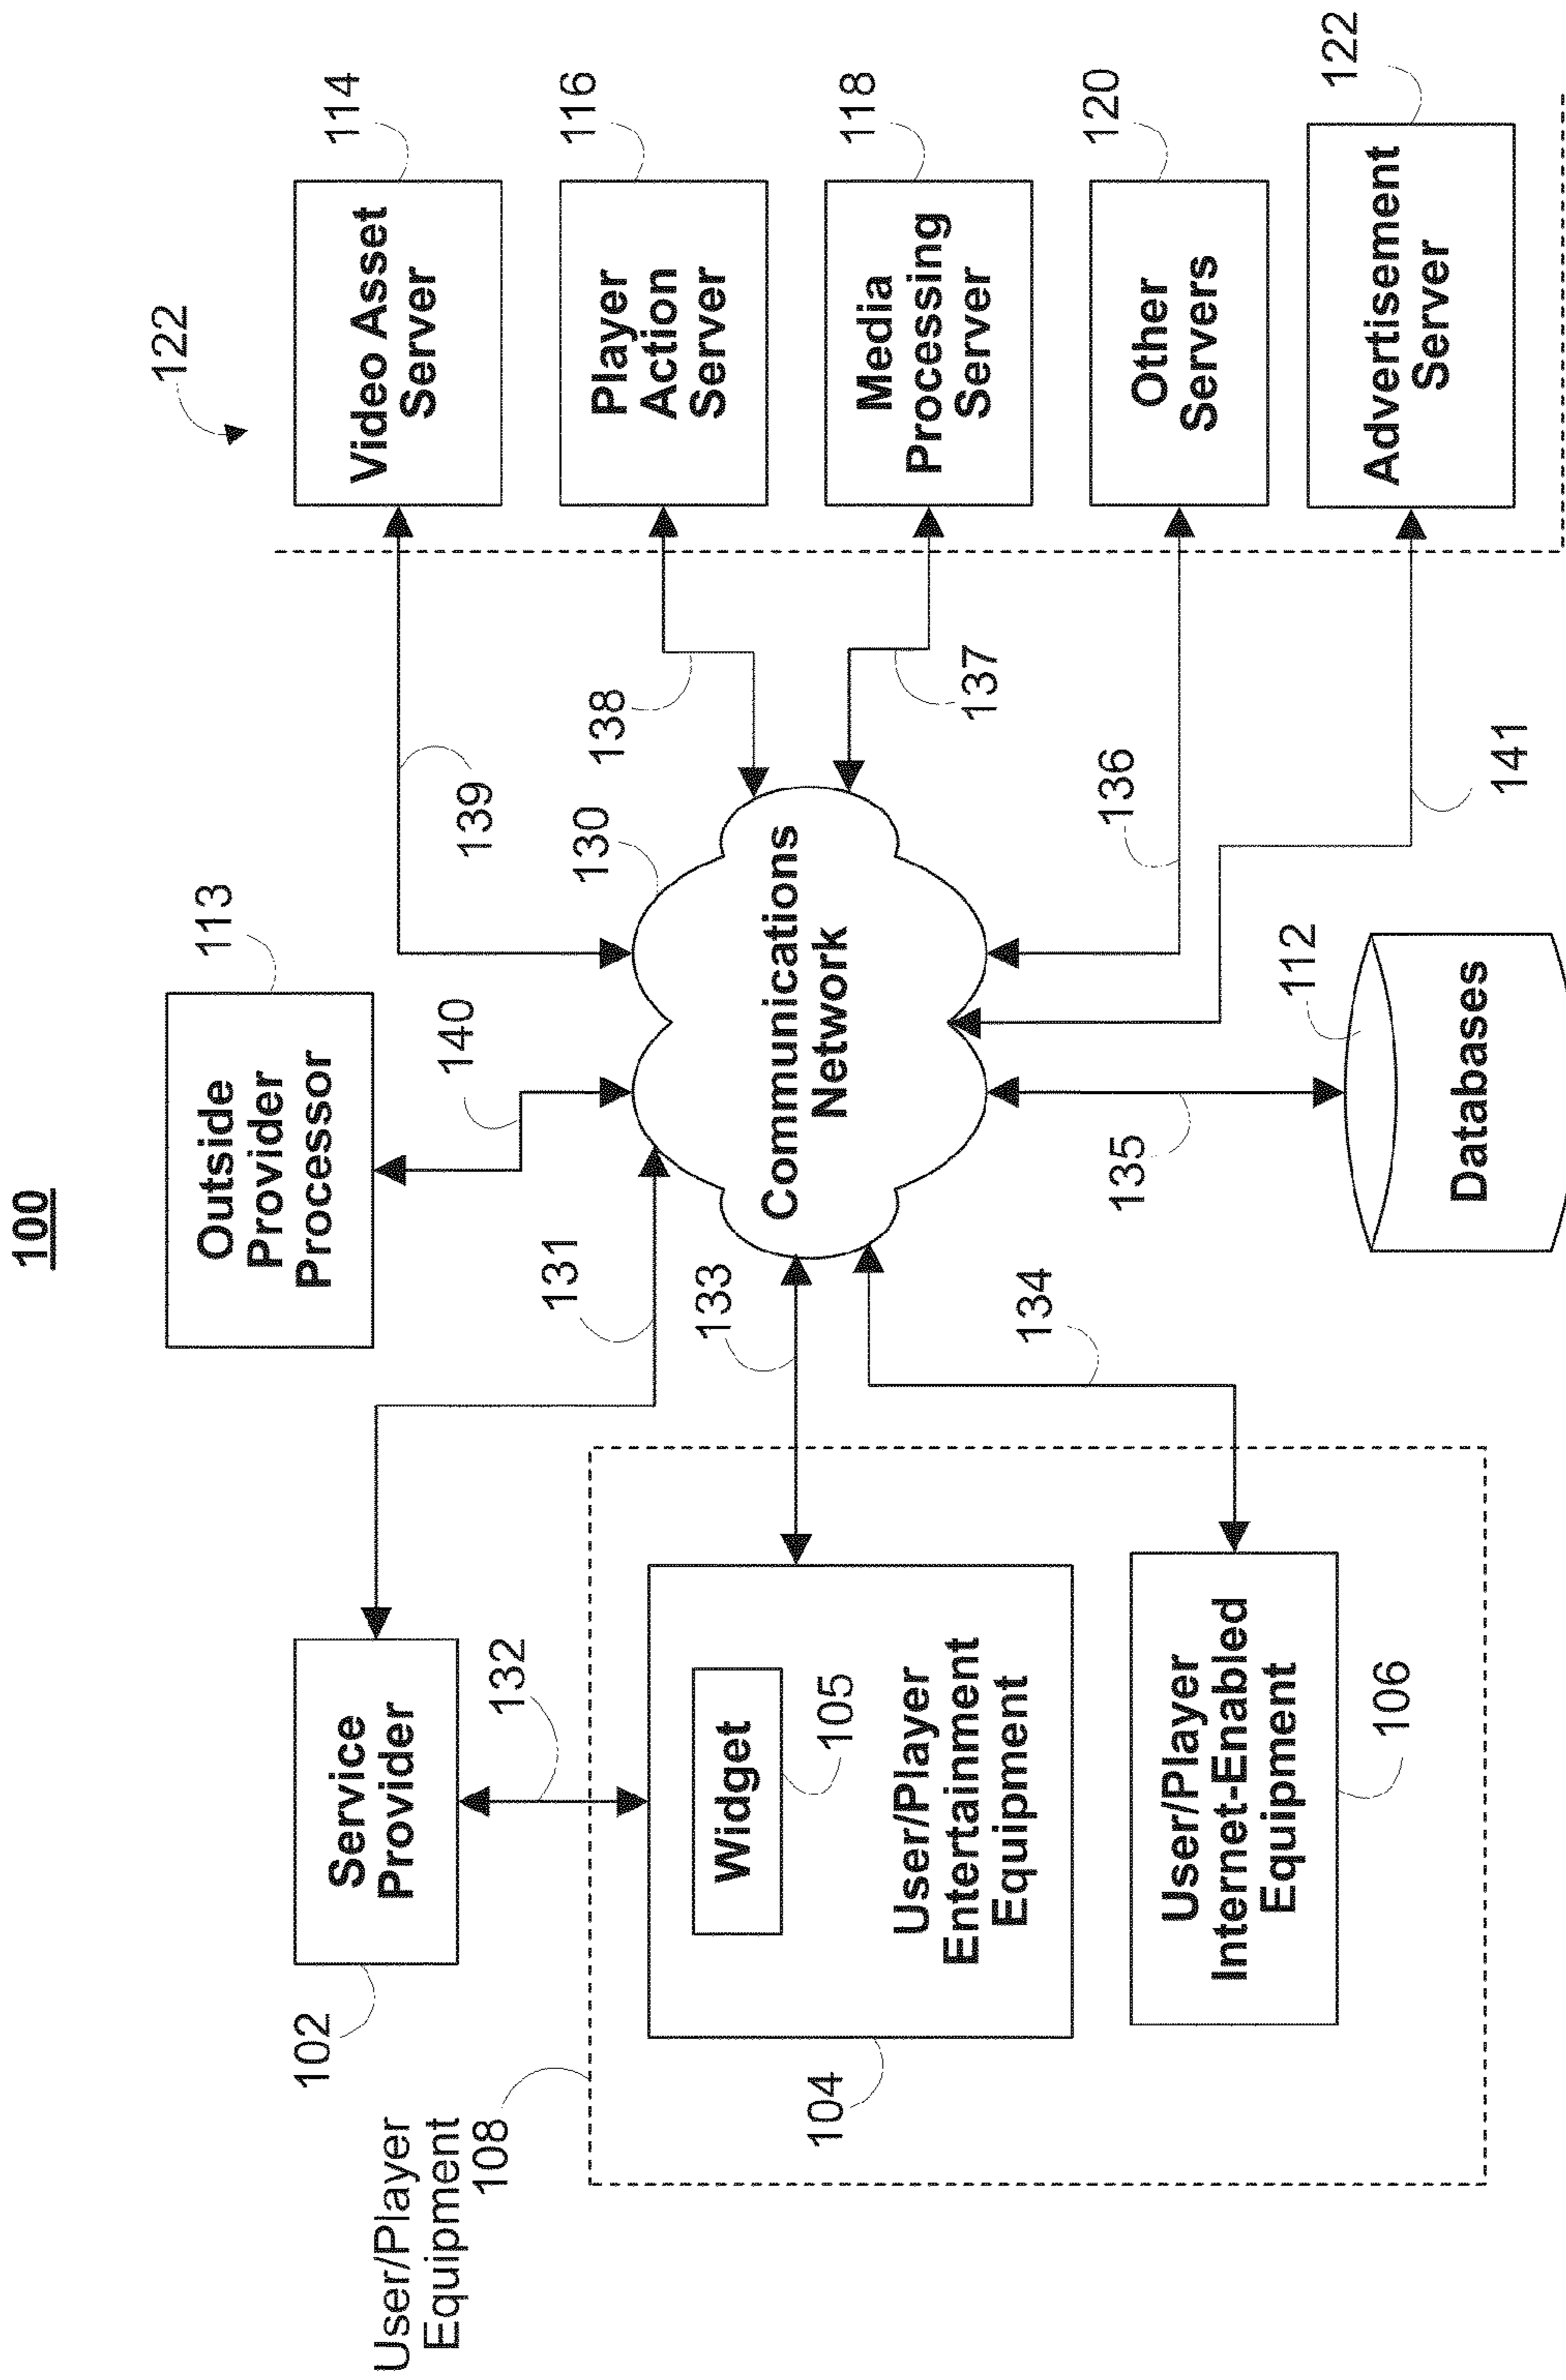 100
Outside
Provider
Processor
113
140
122
Video Asset
Server
114
139
Service
Provider
102
131
132
User/Player
Equipment
108
Widget
105
User/Player
Entertainment
Equipment
104
133
Communications
Network
130
138
Player
Action
Server
116
137
Media
Processing
Server
118
User/Player
Internet-Enabled
Equipment
106
134
135
Databases
112
136
Other
Servers
120
141
Advertisement
Server
122